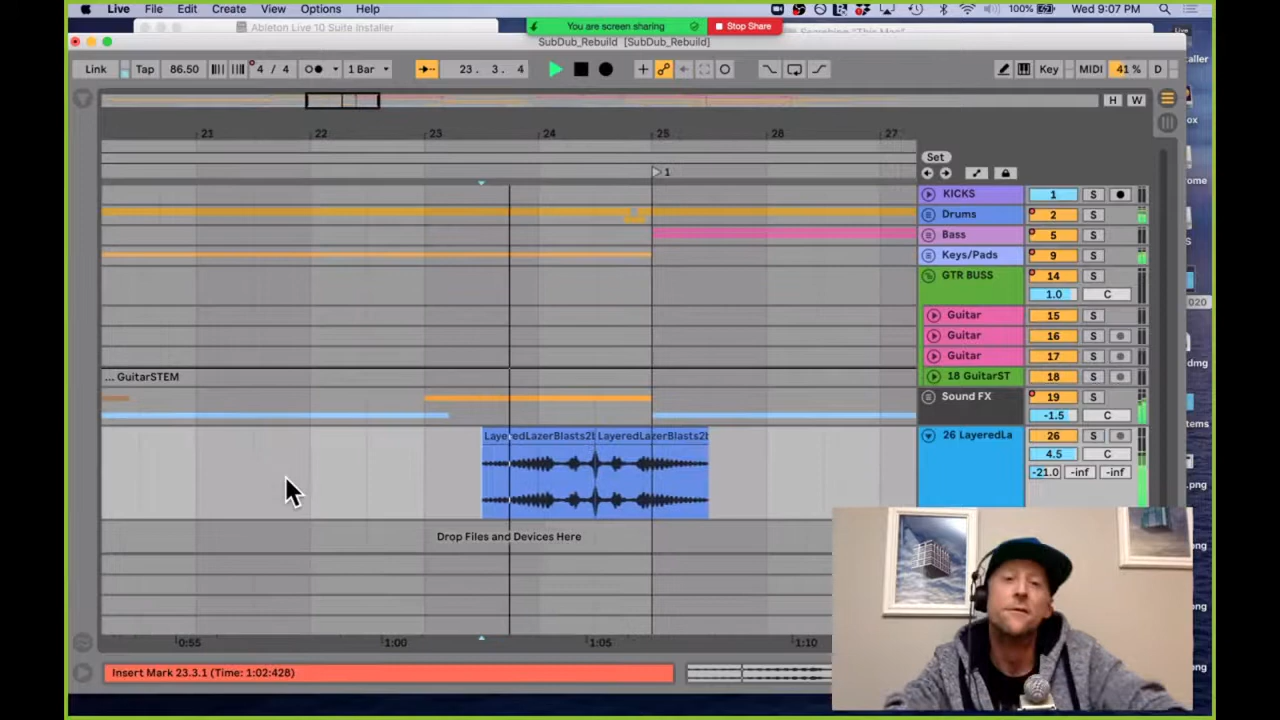 Live File Edit Create View Options Help 100% Wed 9:07 PM
You are screen sharing Stop Share
Ableton Live 10 Suite Installer
SubDub_Rebuild [SubDub_Rebuild]
Link Tap 86.50 4 / 4 1 Bar 23. 3. 4 Key MIDI 41 % D
H W
21 22 23 24 25 26 27
Set
1
KICKS 1 S
Drums 2 S
Bass 5 S
Keys/Pads 9 S
GTR BUSS 14 S
1.0 C
Guitar 15 S
Guitar 16 S
Guitar 17 S
... GuitarSTEM
18 GuitarST 18 S
Sound FX 19 S
-1.5 C
LayeredLazerBlasts2 LayeredLazerBlasts2
26 LayeredLa 26 S
4.5 C
-21.0 -inf -inf
Drop Files and Devices Here
0:55 1:00 1:05 1:10
Insert Mark 23.3.1 (Time: 1:02:428)
020
.png